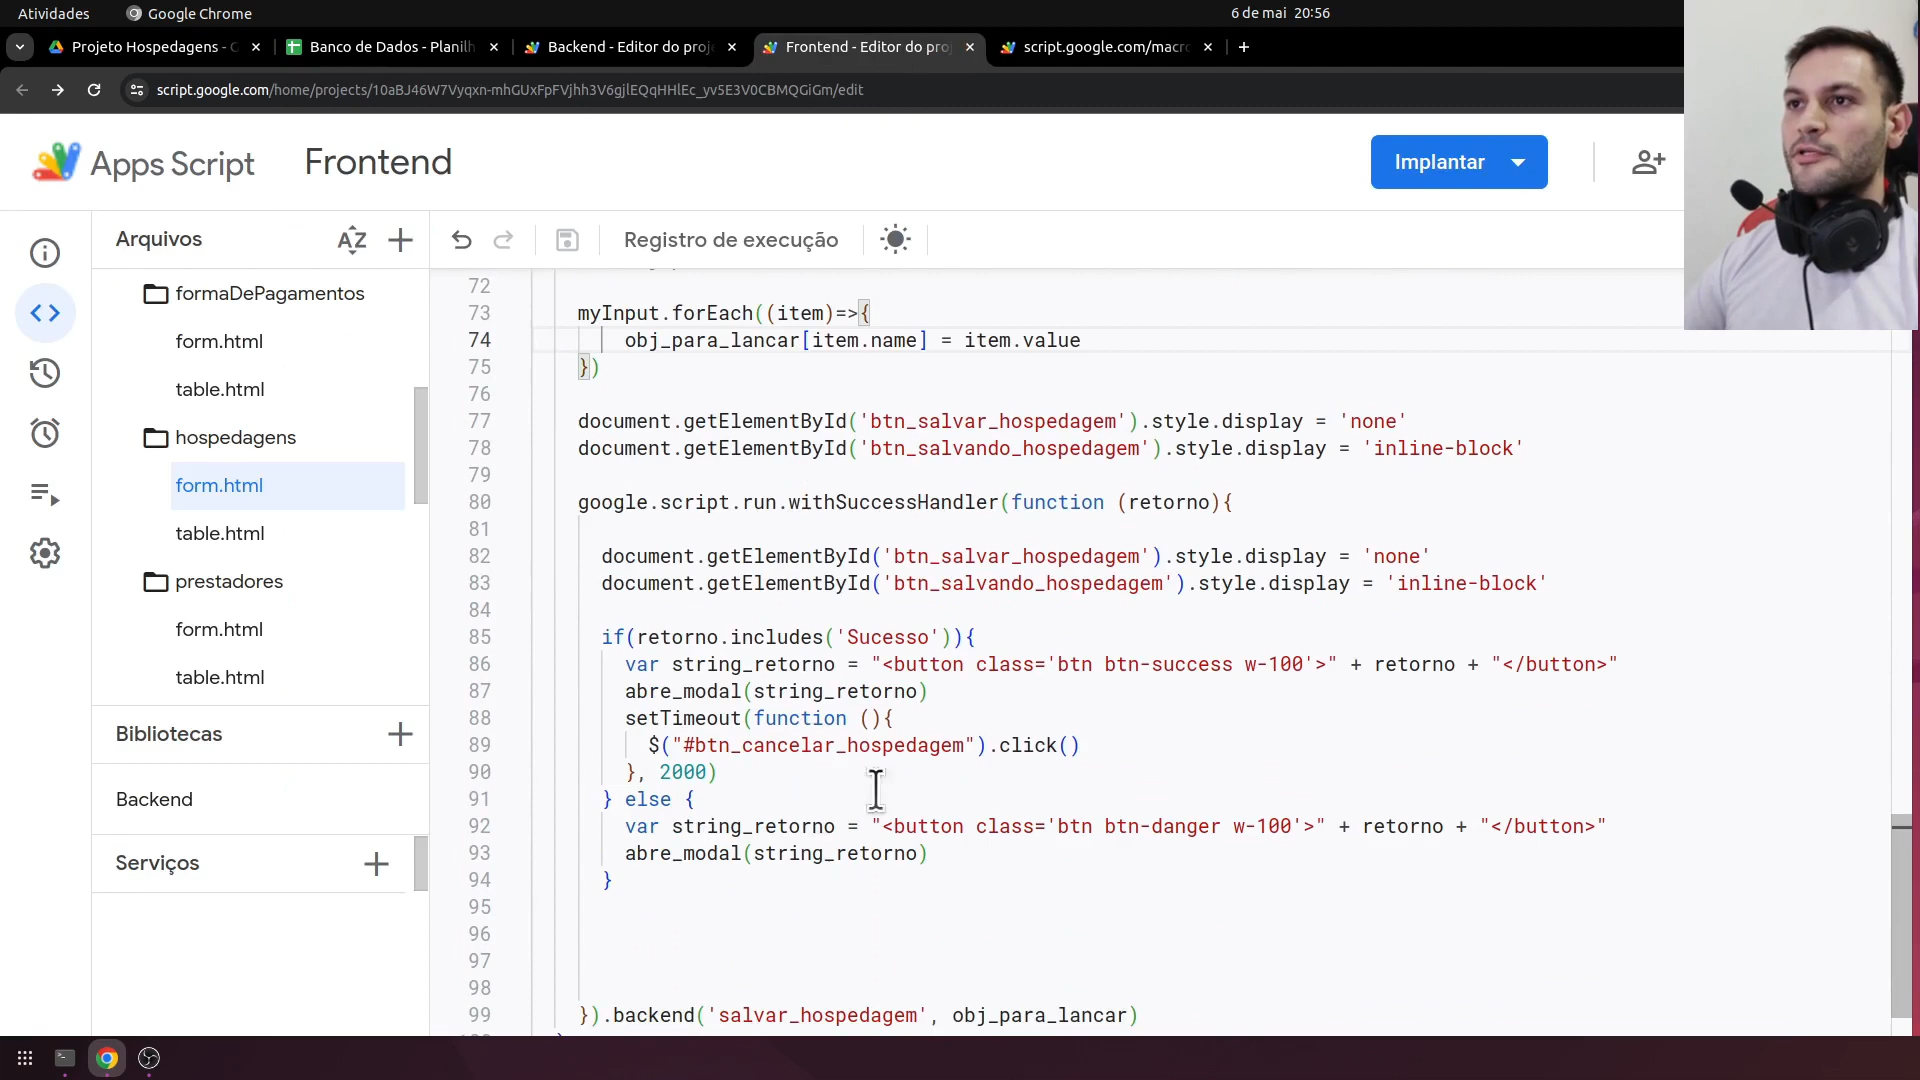 Atividades
Google Chrome
6 de mai 20:56
Projeto Hospedagens -
Banco de Dados - Planilh
Backend - Editor do proj
Frontend - Editor do proj
script.google.com/macro
script.google.com/home/projects/10aBJ46W7Vyqxn-mhGUxFpFVjhh3V6gjlEQqHHlEc_yv5E3V0CBMQGiGm/edit
Apps Script
Frontend
Implantar
Arquivos
Registro de execução
formaDePagamentos
form.html
table.html
hospedagens
form.html
table.html
prestadores
form.html
table.html
Bibliotecas
Backend
Serviços
72
73 myInput.forEach((item)=>{
74 obj_para_lancar[item.name] = item.value
75 })
76
77 document.getElementById('btn_salvar_hospedagem').style.display = 'none'
78 document.getElementById('btn_salvando_hospedagem').style.display = 'inline-block'
79
80 google.script.run.withSuccessHandler(function (retorno){
81
82 document.getElementById('btn_salvar_hospedagem').style.display = 'none'
83 document.getElementById('btn_salvando_hospedagem').style.display = 'inline-block'
84
85 if(retorno.includes('Sucesso')){
86 var string_retorno = "<button class='btn btn-success w-100'>" + retorno + "</button>"
87 abre_modal(string_retorno)
88 setTimeout(function (){
89 $("#btn_cancelar_hospedagem").click()
90 }, 2000)
91 } else {
92 var string_retorno = "<button class='btn btn-danger w-100'>" + retorno + "</button>"
93 abre_modal(string_retorno)
94 }
95
96
97
98
99 }).backend('salvar_hospedagem', obj_para_lancar)